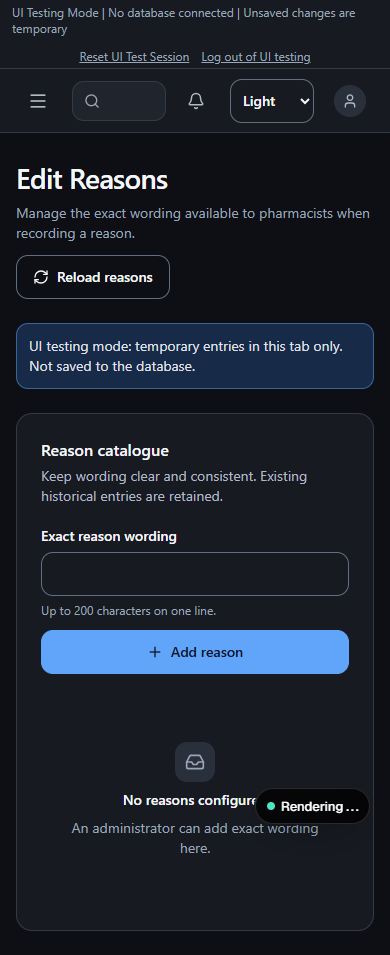 UI Testing Mode | No database connected | Unsaved changes are
temporary
Reset UI Test Session Log out of UI testing
Light
Edit Reasons
Manage the exact wording available to pharmacists when
recording a reason.
Reload reasons
UI testing mode: temporary entries in this tab only.
Not saved to the database.
Reason catalogue
Keep wording clear and consistent. Existing
historical entries are retained.
Exact reason wording
Up to 200 characters on one line.
Add reason
No reasons configure
Rendering ...
An administrator can add exact wording
here.